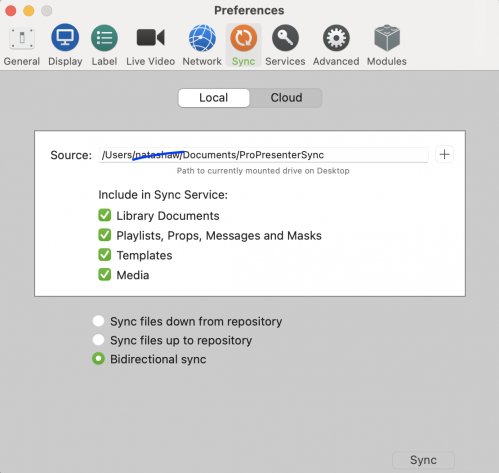 Preferences
General Display Label Live Video Network Sync Services Advanced Modules
Local Cloud
Source: /Users/ /Documents/ProPresenterSync
Path to currently mounted drive on Desktop
Include in Sync Service:
Library Documents
Playlists, Props, Messages and Masks
Templates
Media
Sync files down from repository
Sync files up to repository
Bidirectional sync
Sync